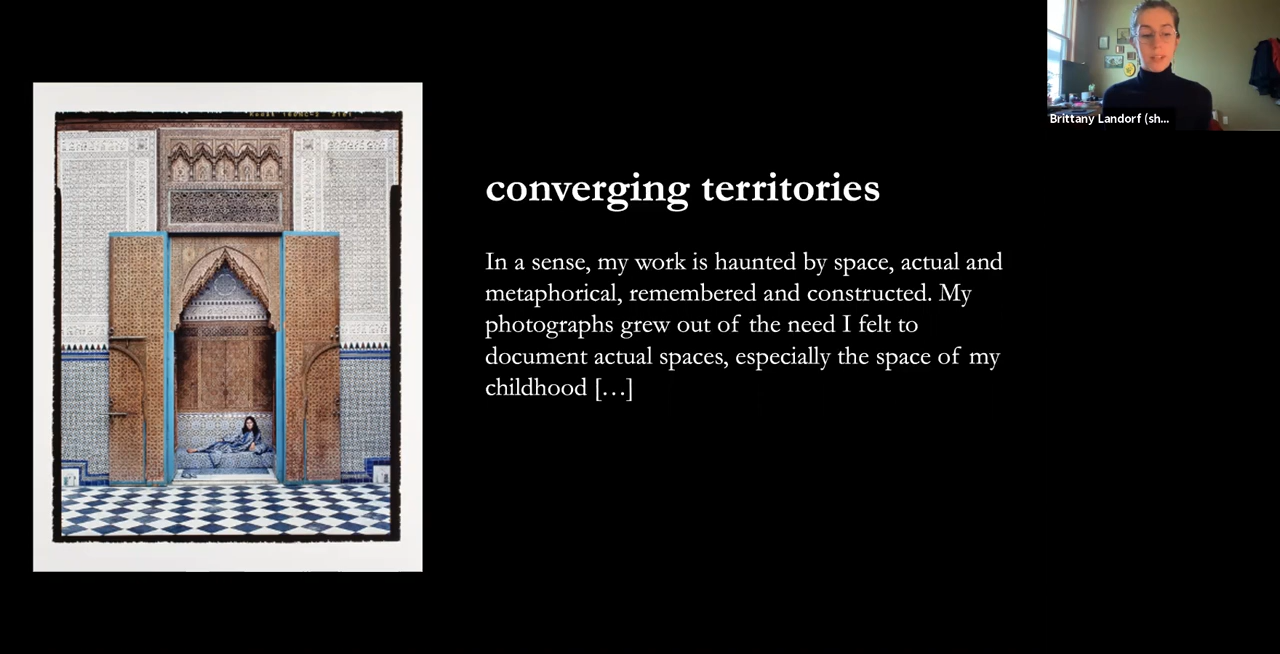 Brittany Landorf (sh...
converging territories
In a sense, my work is haunted by space, actual and
metaphorical, remembered and constructed. My
photographs grew out of the need I felt to
document actual spaces, especially the space of my
childhood […]